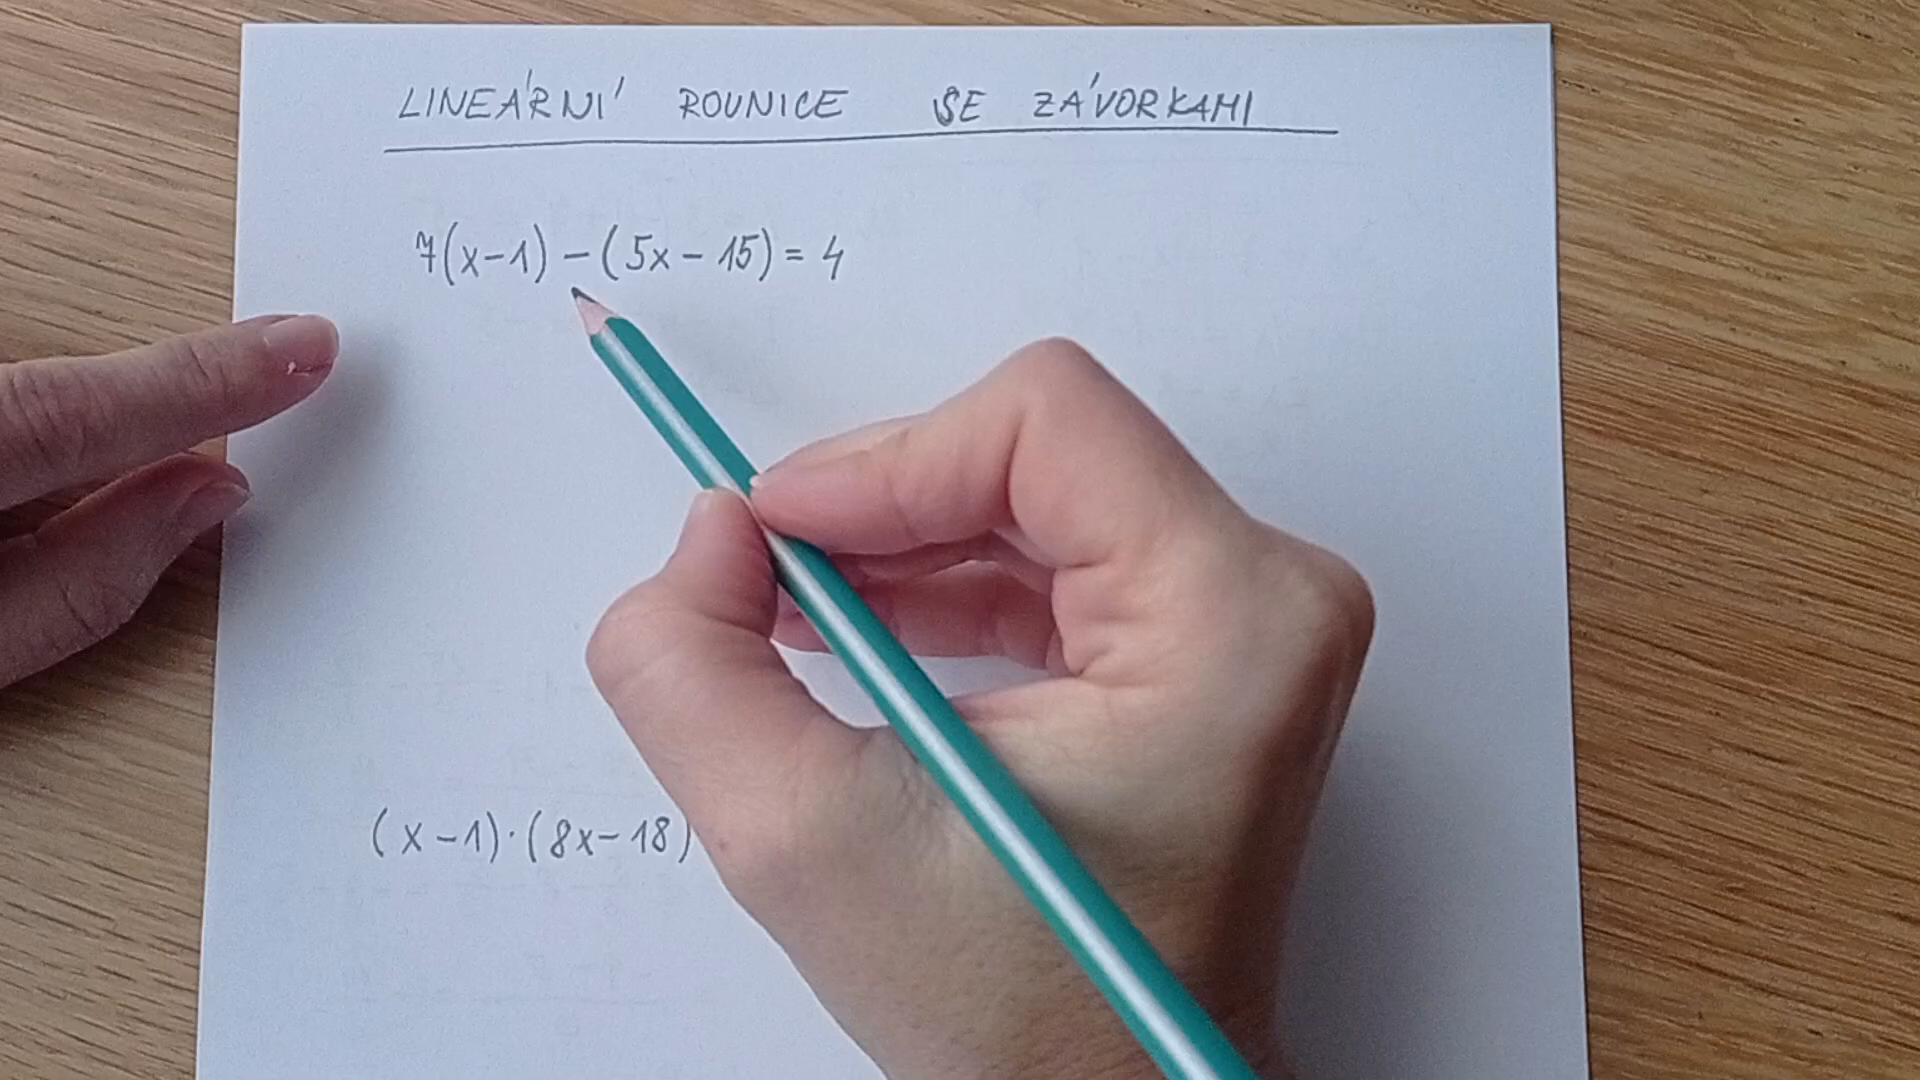 LINEÁRNÍ ROVNICE SE ZÁVORKAMI
7(x-1) - (5x - 15) = 4
(x-1)·(8x-18)